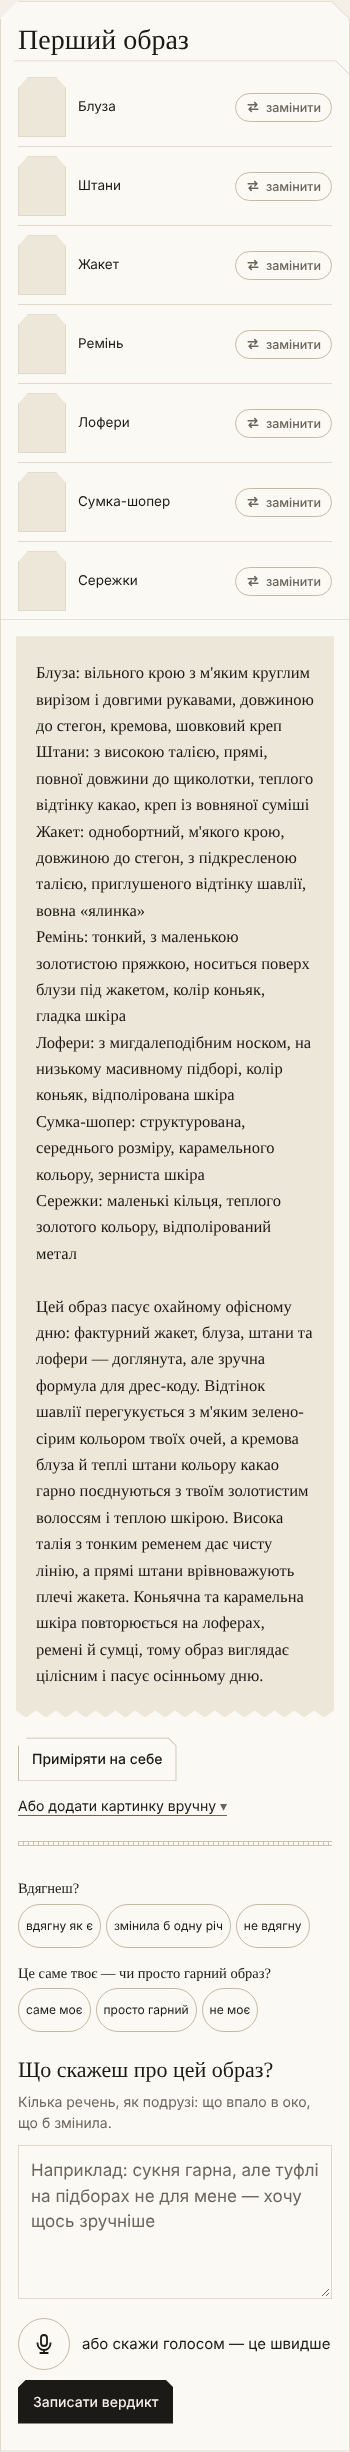 Перший образ
Блуза
замінити
Штани
замінити
Жакет
замінити
Ремінь
замінити
Лофери
замінити
Сумка-шопер
замінити
Сережки
замінити
Блуза: вільного крою з м'яким круглим
вирізом і довгими рукавами, довжиною
до стегон, кремова, шовковий креп
Штани: з високою талією, прямі,
повної довжини до щиколотки, теплого
відтінку какао, креп із вовняної суміші
Жакет: однобортний, м'якого крою,
довжиною до стегон, з підкресленою
талією, приглушеного відтінку шавлії,
вовна «ялинка»
Ремінь: тонкий, з маленькою
золотистою пряжкою, носиться поверх
блузи під жакетом, колір коньяк,
гладка шкіра
Лофери: з мигдалеподібним носком, на
низькому масивному підборі, колір
коньяк, відполірована шкіра
Сумка-шопер: структурована,
середнього розміру, карамельного
кольору, зерниста шкіра
Сережки: маленькі кільця, теплого
золотого кольору, відполірований
метал
Цей образ пасує охайному офісному
дню: фактурний жакет, блуза, штани та
лофери — доглянута, але зручна
формула для дрес-коду. Відтінок
шавлії перегукується з м'яким зелено-
сірим кольором твоїх очей, а кремова
блуза й теплі штани кольору какао
гарно поєднуються з твоїм золотистим
волоссям і теплою шкірою. Висока
талія з тонким ременем дає чисту
лінію, а прямі штани врівноважують
плечі жакета. Коньячна та карамельна
шкіра повторюється на лоферах,
ремені й сумці, тому образ виглядає
цілісним і пасує осінньому дню.
Приміряти на себе
Або додати картинку вручну ▾
Вдягнеш?
вдягну як є
змінила б одну річ
не вдягну
Це саме твоє — чи просто гарний образ?
саме моє
просто гарний
не моє
Що скажеш про цей образ?
Кілька речень, як подрузі: що впало в око,
що б змінила.
Наприклад: сукня гарна, але туфлі
на підборах не для мене — хочу
щось зручніше
або скажи голосом — це швидше
Записати вердикт